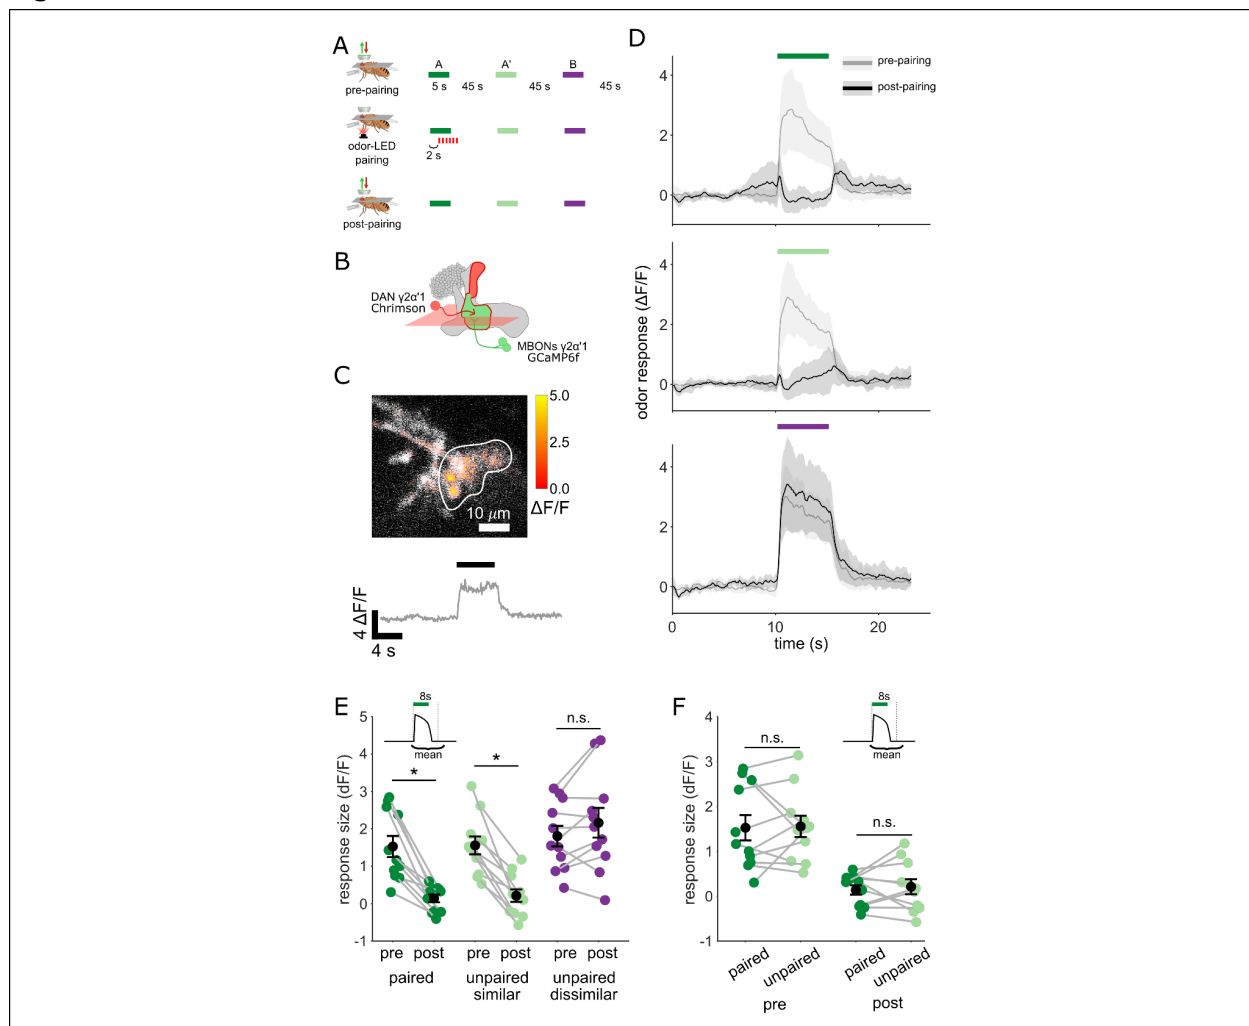 A
A A' B
pre-pairing
5 s 45 s 45 s 45 s
odor-LED
pairing
2 s
post-pairing
B
DAN γ2α'1
Chrimson
MBONs γ2α'1
GCaMP6f
C
5.0
2.5
0.0
ΔF/F
10 μm
4 ΔF/F
4 s
D
pre-pairing
post-pairing
4
2
0
4
2
0
4
2
0
odor response (ΔF/F)
0 10 20
time (s)
E
8s
mean
* * n.s.
5
4
3
2
1
0
-1
response size (dF/F)
pre post pre post pre post
paired unpaired unpaired
similar dissimilar
F
8s
mean
n.s.
n.s.
4
3
2
1
0
-1
response size (dF/F)
paired unpaired paired unpaired
pre post